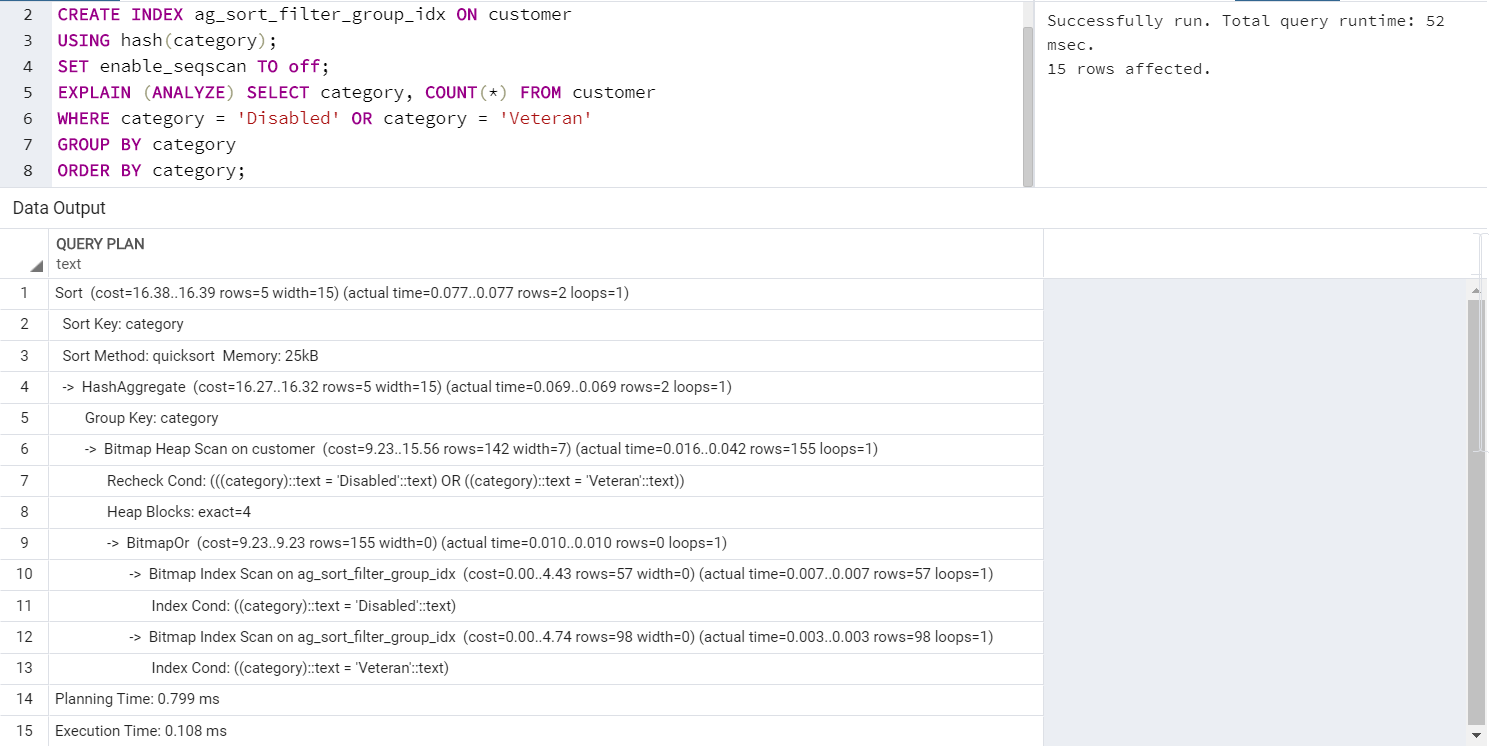 2 CREATE INDEX ag_sort_filter_group_idx ON customer
3 USING hash(category);
4 SET enable_seqscan TO off;
5 EXPLAIN (ANALYZE) SELECT category, COUNT(*) FROM customer
6 WHERE category = 'Disabled' OR category = 'Veteran'
7 GROUP BY category
8 ORDER BY category;
Successfully run. Total query runtime: 52
msec.
15 rows affected.
Data Output
QUERY PLAN
text
1 Sort (cost=16.38..16.39 rows=5 width=15) (actual time=0.077..0.077 rows=2 loops=1)
2 Sort Key: category
3 Sort Method: quicksort Memory: 25kB
4 -> HashAggregate (cost=16.27..16.32 rows=5 width=15) (actual time=0.069..0.069 rows=2 loops=1)
5 Group Key: category
6 -> Bitmap Heap Scan on customer (cost=9.23..15.56 rows=142 width=7) (actual time=0.016..0.042 rows=155 loops=1)
7 Recheck Cond: (((category)::text = 'Disabled'::text) OR ((category)::text = 'Veteran'::text))
8 Heap Blocks: exact=4
9 -> BitmapOr (cost=9.23..9.23 rows=155 width=0) (actual time=0.010..0.010 rows=0 loops=1)
10 -> Bitmap Index Scan on ag_sort_filter_group_idx (cost=0.00..4.43 rows=57 width=0) (actual time=0.007..0.007 rows=57 loops=1)
11 Index Cond: ((category)::text = 'Disabled'::text)
12 -> Bitmap Index Scan on ag_sort_filter_group_idx (cost=0.00..4.74 rows=98 width=0) (actual time=0.003..0.003 rows=98 loops=1)
13 Index Cond: ((category)::text = 'Veteran'::text)
14 Planning Time: 0.799 ms
15 Execution Time: 0.108 ms